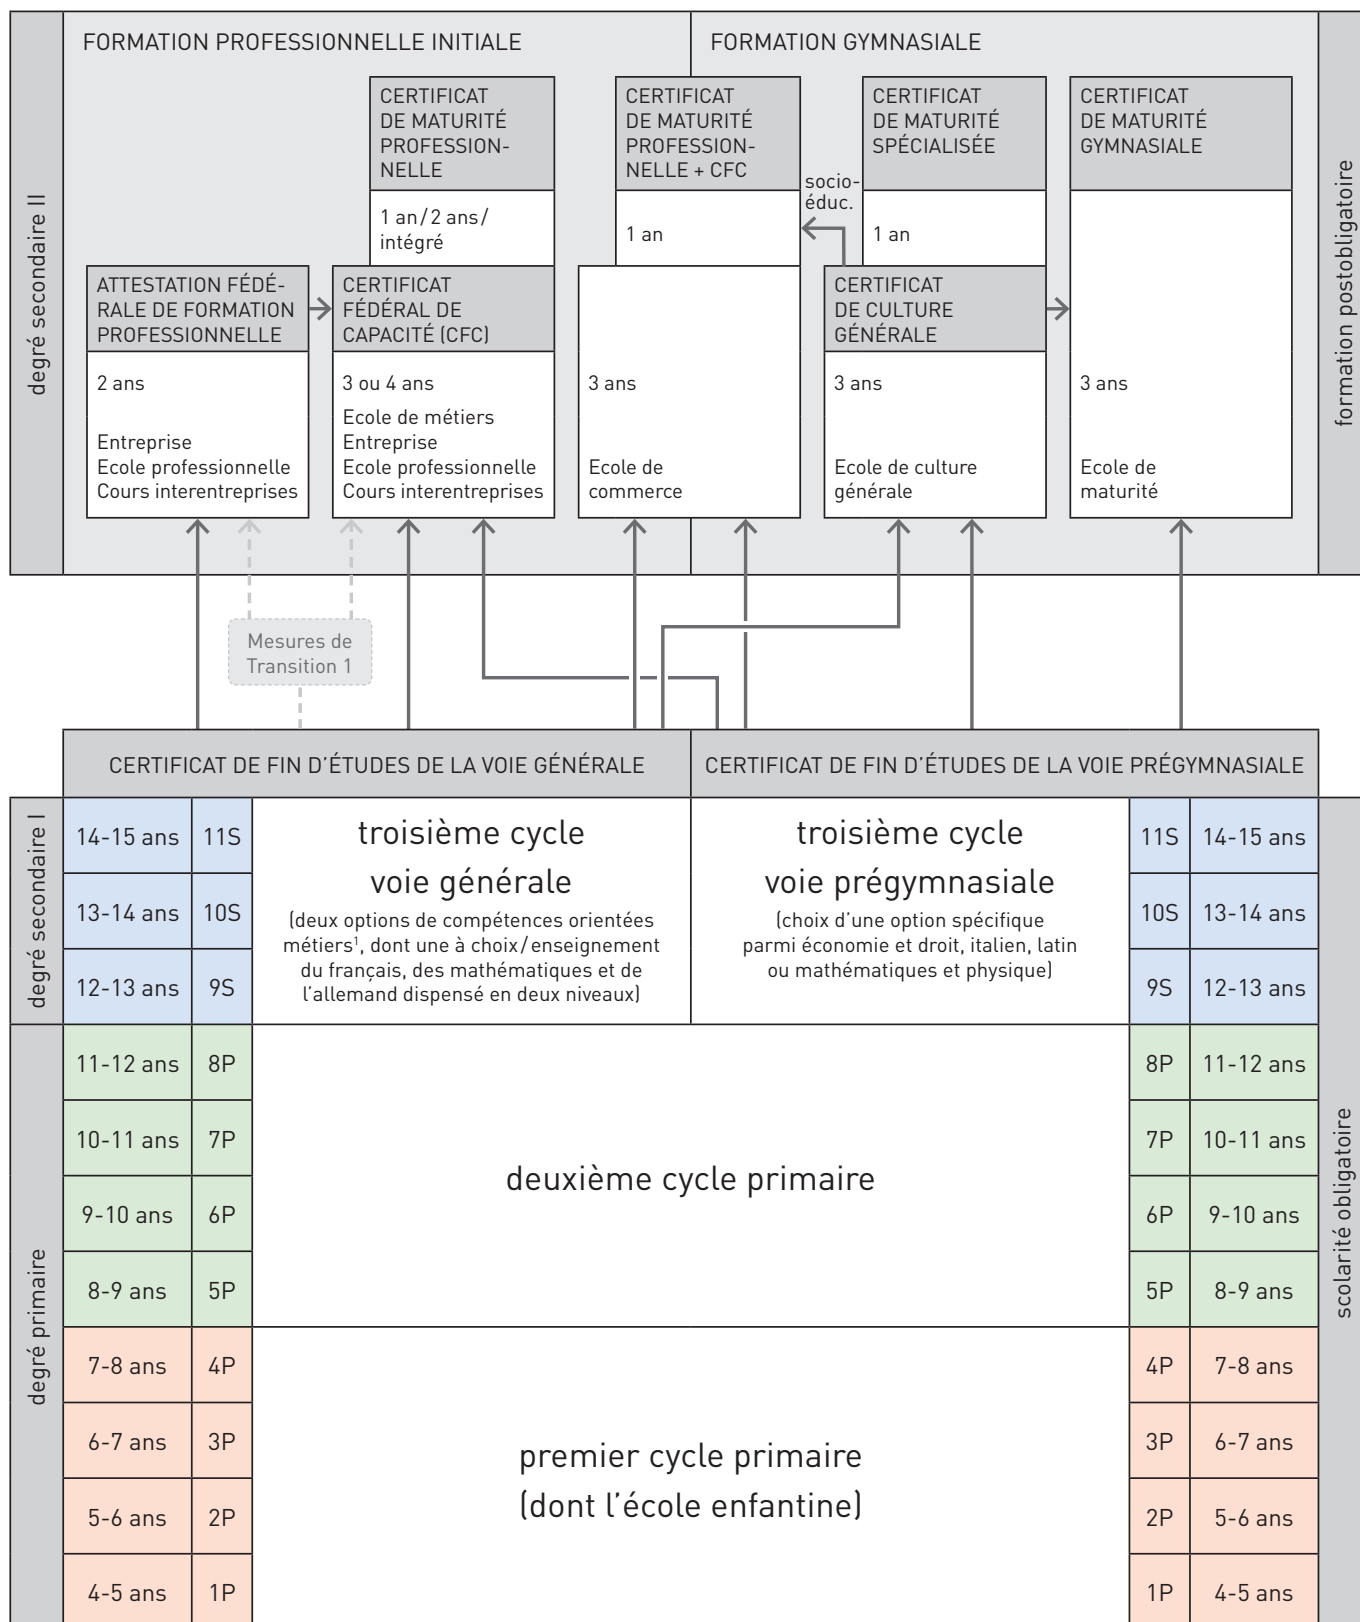 FORMATION PROFESSIONNELLE INITIALE
FORMATION GYMNASIALE
degré secondaire II
formation postobligatoire
CERTIFICAT
DE MATURITÉ
PROFESSION-
NELLE
1 an/2 ans/
intégré
CERTIFICAT
DE MATURITÉ
PROFESSION-
NELLE + CFC
1 an
socio-
éduc.
CERTIFICAT
DE MATURITÉ
SPÉCIALISÉE
1 an
CERTIFICAT
DE MATURITÉ
GYMNASIALE
ATTESTATION FÉDÉ-
RALE DE FORMATION
PROFESSIONNELLE
2 ans
Entreprise
Ecole professionnelle
Cours interentreprises
CERTIFICAT
FÉDÉRAL DE
CAPACITÉ (CFC)
3 ou 4 ans
Ecole de métiers
Entreprise
Ecole professionnelle
Cours interentreprises
3 ans
Ecole de
commerce
CERTIFICAT
DE CULTURE
GÉNÉRALE
3 ans
Ecole de culture
générale
3 ans
Ecole de
maturité
Mesures de
Transition 1
CERTIFICAT DE FIN D'ÉTUDES DE LA VOIE GÉNÉRALE
CERTIFICAT DE FIN D'ÉTUDES DE LA VOIE PRÉGYMNASIALE
degré secondaire I
14-15 ans 11S
13-14 ans 10S
12-13 ans 9S
troisième cycle
voie générale
(deux options de compétences orientées
métiers¹, dont une à choix/enseignement
du français, des mathématiques et de
l'allemand dispensé en deux niveaux)
troisième cycle
voie prégymnasiale
(choix d'une option spécifique
parmi économie et droit, italien, latin
ou mathématiques et physique)
11S 14-15 ans
10S 13-14 ans
9S 12-13 ans
scolarité obligatoire
degré primaire
11-12 ans 8P
10-11 ans 7P
9-10 ans 6P
8-9 ans 5P
deuxième cycle primaire
8P 11-12 ans
7P 10-11 ans
6P 9-10 ans
5P 8-9 ans
7-8 ans 4P
6-7 ans 3P
5-6 ans 2P
4-5 ans 1P
premier cycle primaire
(dont l'école enfantine)
4P 7-8 ans
3P 6-7 ans
2P 5-6 ans
1P 4-5 ans